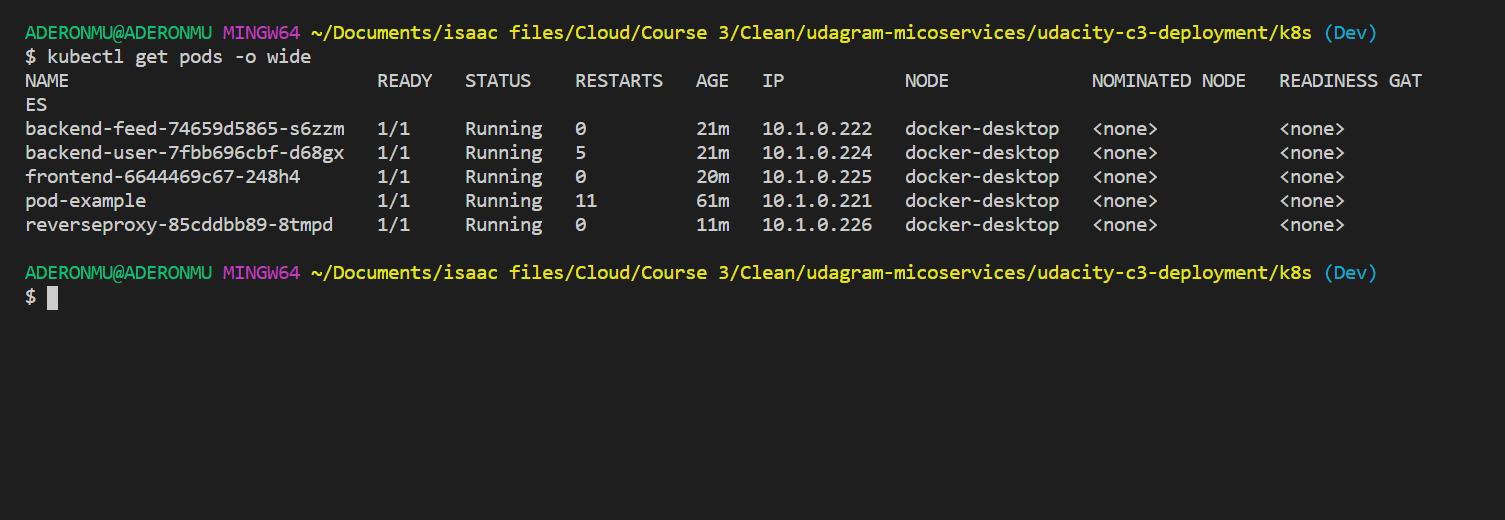 ADERONMU@ADERONMU MINGW64 ~/Documents/isaac files/Cloud/Course 3/Clean/udagram-micoservices/udacity-c3-deployment/k8s (Dev)
$ kubectl get pods -o wide
NAME                            READY   STATUS    RESTARTS   AGE   IP           NODE             NOMINATED NODE   READINESS GAT
ES
backend-feed-74659d5865-s6zzm   1/1     Running   0          21m   10.1.0.222   docker-desktop   <none>           <none>
backend-user-7fbb696cbf-d68gx   1/1     Running   5          21m   10.1.0.224   docker-desktop   <none>           <none>
frontend-6644469c67-248h4       1/1     Running   0          20m   10.1.0.225   docker-desktop   <none>           <none>
pod-example                     1/1     Running   11         61m   10.1.0.221   docker-desktop   <none>           <none>
reverseproxy-85cddbb89-8tmpd    1/1     Running   0          11m   10.1.0.226   docker-desktop   <none>           <none>
ADERONMU@ADERONMU MINGW64 ~/Documents/isaac files/Cloud/Course 3/Clean/udagram-micoservices/udacity-c3-deployment/k8s (Dev)
$